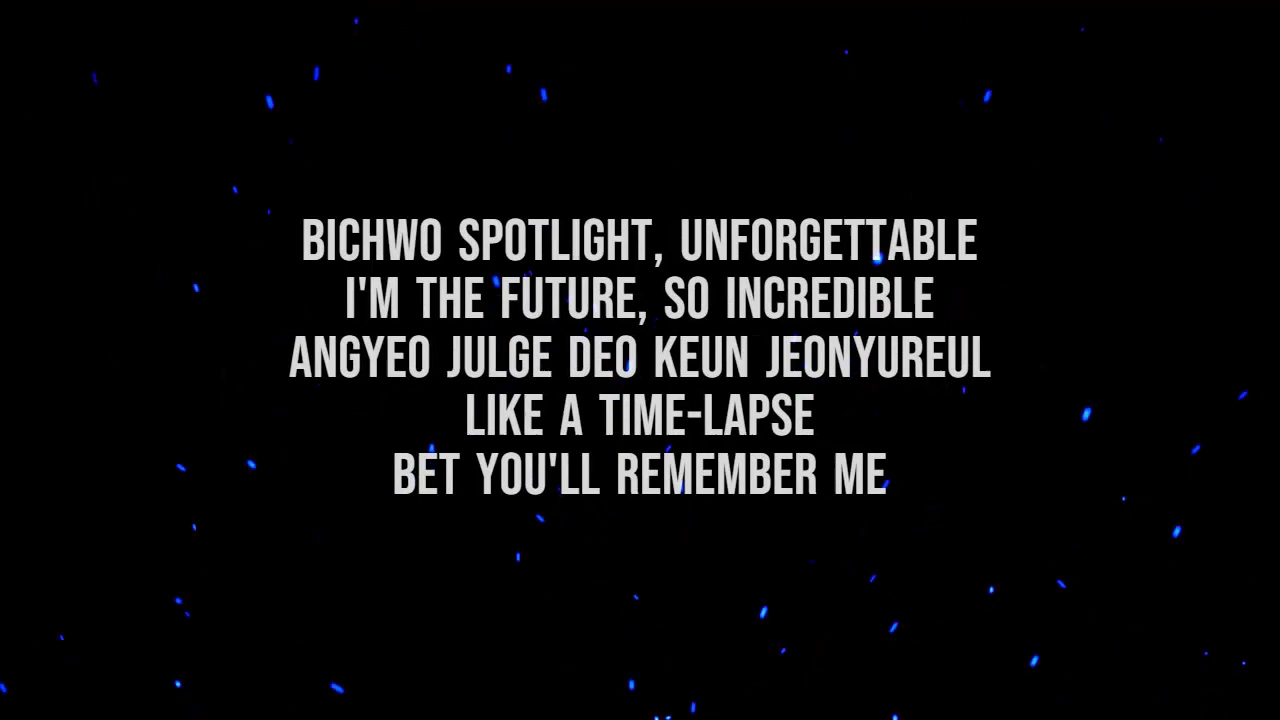 BICHWO SPOTLIGHT, UNFORGETTABLE
I'M THE FUTURE, SO INCREDIBLE
ANGYEO JULGE DEO KEUN JEONYUREUL
LIKE A TIME-LAPSE
BET YOU'LL REMEMBER ME